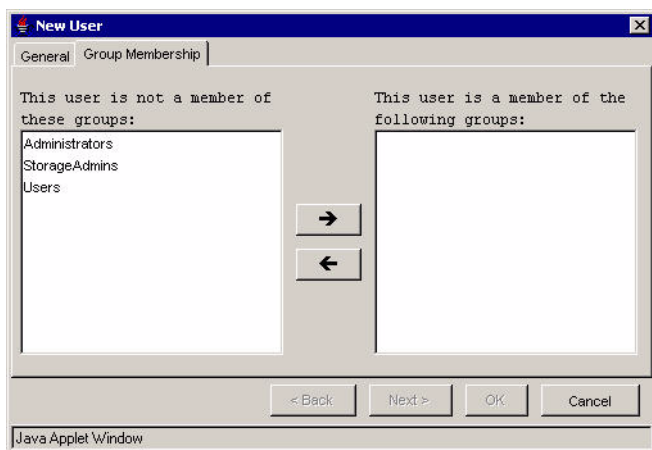 New User
General Group Membership
This user is not a member of
these groups:
Administrators
StorageAdmins
Users
This user is a member of the
following groups:
< Back Next > OK Cancel
Java Applet Window